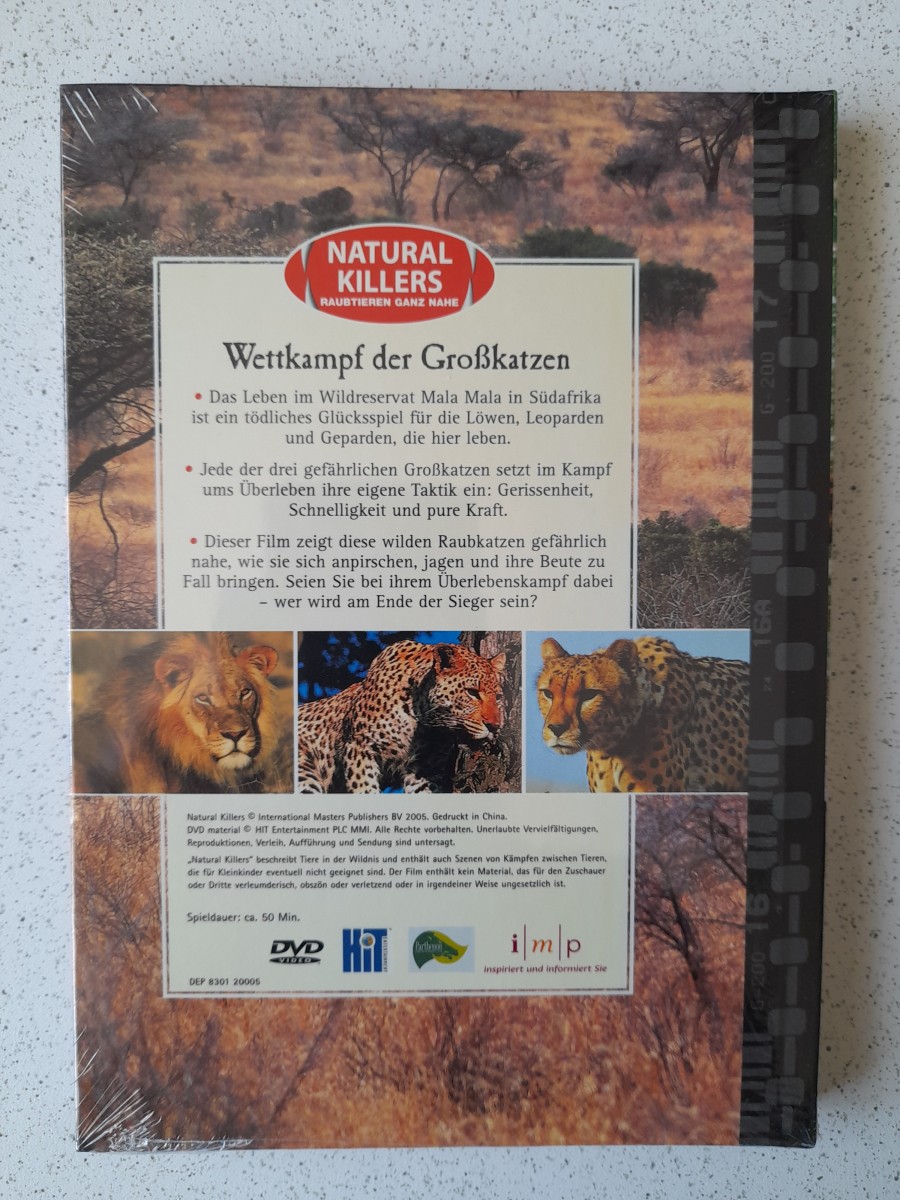 NATURAL
KILLERS
RAUBTIEREN GANZ NAHE
Wettkampf der Großkatzen
• Das Leben im Wildreservat Mala Mala in Südafrika
ist ein tödliches Glücksspiel für die Löwen, Leoparden
und Geparden, die hier leben.
• Jede der drei gefährlichen Großkatzen setzt im Kampf
ums Überleben ihre eigene Taktik ein: Gerissenheit,
Schnelligkeit und pure Kraft.
• Dieser Film zeigt diese wilden Raubkatzen gefährlich
nahe, wie sie sich anpirschen, jagen und ihre Beute zu
Fall bringen. Seien Sie bei ihrem Überlebenskampf dabei
– wer wird am Ende der Sieger sein?
Natural Killers © International Masters Publishers BV 2005. Gedruckt in China.
DVD material © HIT Entertainment PLC MMI. Alle Rechte vorbehalten. Unerlaubte Vervielfältigungen,
Reproduktionen, Verleih, Aufführung und Sendung sind untersagt.
„Natural Killers" beschreibt Tiere in der Wildnis und enthält auch Szenen von Kämpfen zwischen Tieren,
die für Kleinkinder eventuell nicht geeignet sind. Der Film enthält kein Material, das für den Zuschauer
oder Dritte verleumderisch, obszön oder verletzend oder in irgendeiner Weise ungesetzlich ist.
Spieldauer: ca. 50 Min.
DVD
VIDEO
HiT
i|m|p
inspiriert und informiert Sie
DEP 8301 20005
G 200 17
16A
G 200 16